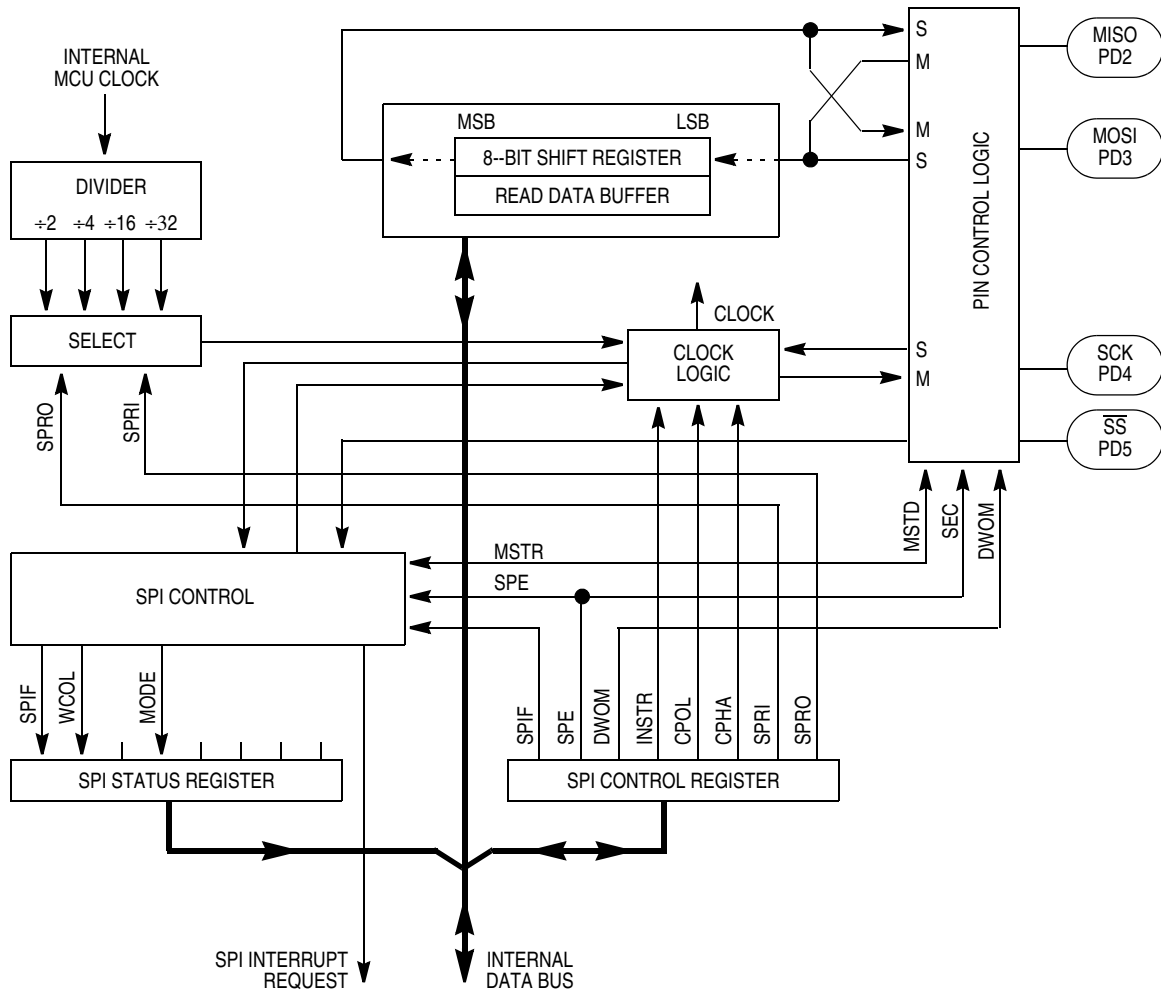 INTERNAL
MCU CLOCK
DIVIDER
÷2 ÷4 ÷16 ÷32
SELECT
SPRO
SPRI
MSB LSB
8--BIT SHIFT REGISTER
READ DATA BUFFER
CLOCK
CLOCK
LOGIC
S
M
M
S
S
M
PIN CONTROL LOGIC
MISO
PD2
MOSI
PD3
SCK
PD4
SS
PD5
MSTD
SEC
DWOM
MSTR
SPE
SPI CONTROL
SPIF
WCOL
MODE
SPI STATUS REGISTER
SPIF
SPE
DWOM
INSTR
CPOL
CPHA
SPRI
SPRO
SPI CONTROL REGISTER
SPI INTERRUPT
REQUEST
INTERNAL
DATA BUS